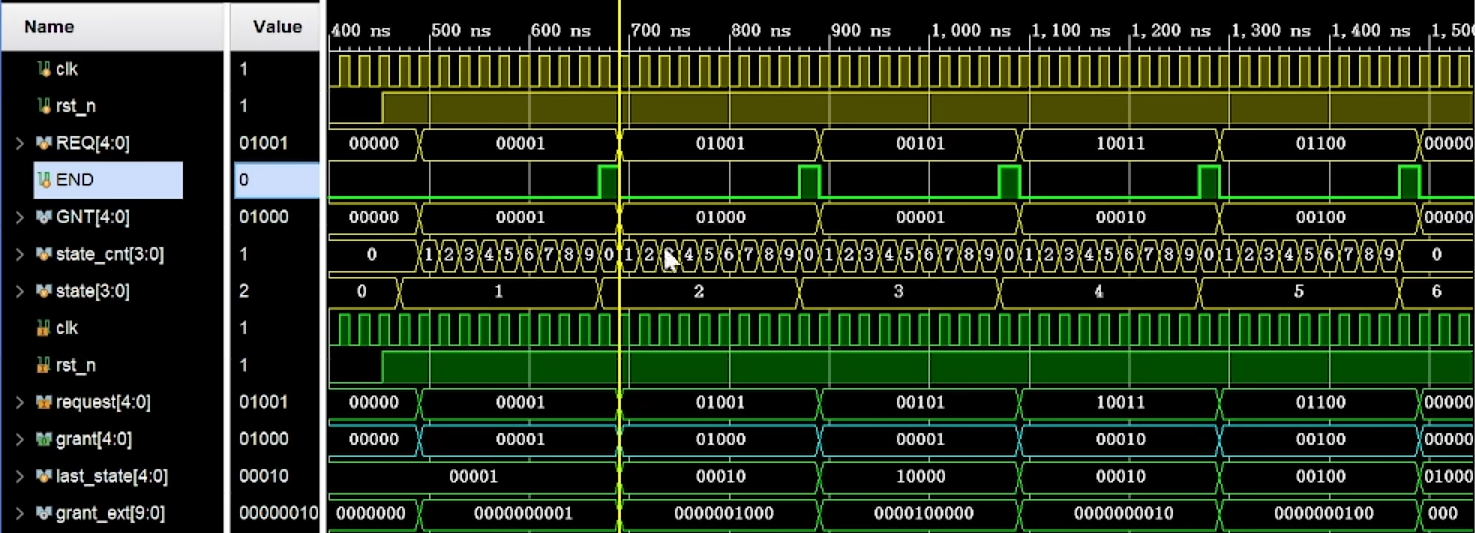 Name Value 400 ns 500 ns 600 ns 700 ns 800 ns 900 ns 1,000 ns 1,100 ns 1,200 ns 1,300 ns 1,400 ns 1,500
clk 1
rst_n 1
REQ[4:0] 01001 00000 00001 01001 00101 10011 01100 00000
END 0
GNT[4:0] 01000 00000 00001 01000 00001 00010 00100 00000
state_cnt[3:0] 1 0 1 2 3 4 5 6 7 8 9 0 1 2 4 5 6 7 8 9 0 1 2 3 4 5 6 7 8 9 0 1 2 3 4 5 6 7 8 9 0 1 2 3 4 5 6 7 8 9 0
state[3:0] 2 0 1 2 3 4 5 6
clk 1
rst_n 1
request[4:0] 01001 00000 00001 01001 00101 10011 01100 00000
grant[4:0] 01000 00000 00001 01000 00001 00010 00100 00000
last_state[4:0] 00010 00001 00010 10000 00010 00100 01000
grant_ext[9:0] 00000010 0000000 0000000001 0000001000 0000100000 0000000010 0000000100 000